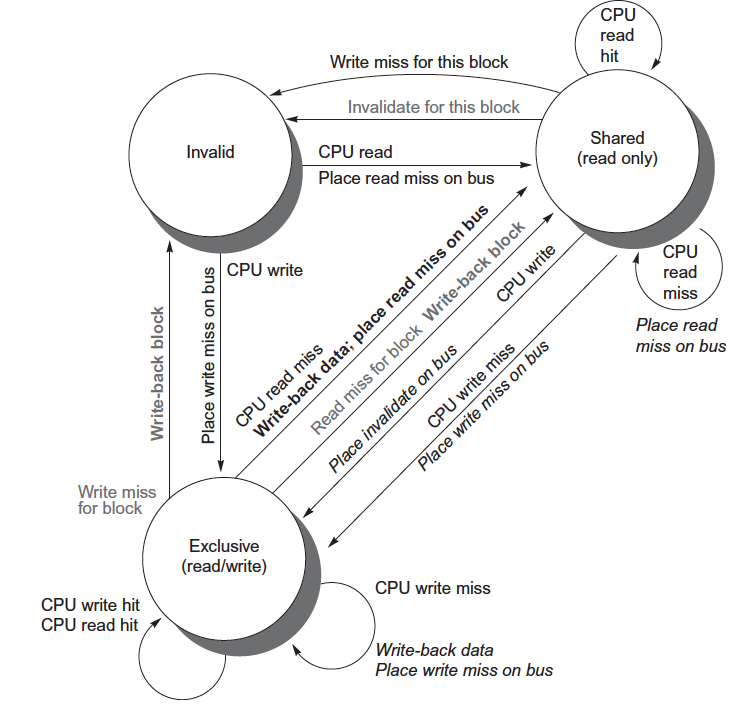 CPU
read
hit
Write miss for this block
Invalidate for this block
Invalid
CPU read
Place read miss on bus
Shared
(read only)
CPU
read
miss
Place read
miss on bus
CPU write
Place write miss on bus
Write-back block
CPU read miss
Write-back data; place read miss on bus
Read miss for block Write-back block
CPU write
Place invalidate on bus
CPU write miss
Place write miss on bus
Write miss
for block
Exclusive
(read/write)
CPU write hit
CPU read hit
CPU write miss
Write-back data
Place write miss on bus